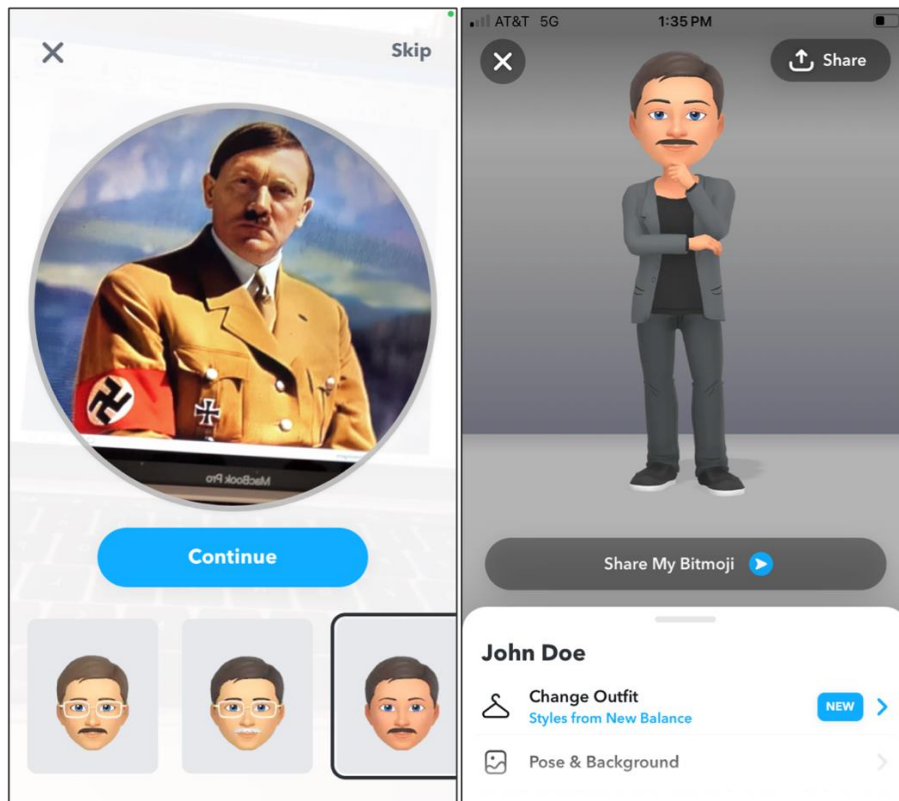 Skip
MacBook Pro
Continue
AT&T 5G
1:35 PM
Share
Share My Bitmoji
John Doe
Change Outfit
Styles from New Balance
NEW
Pose & Background